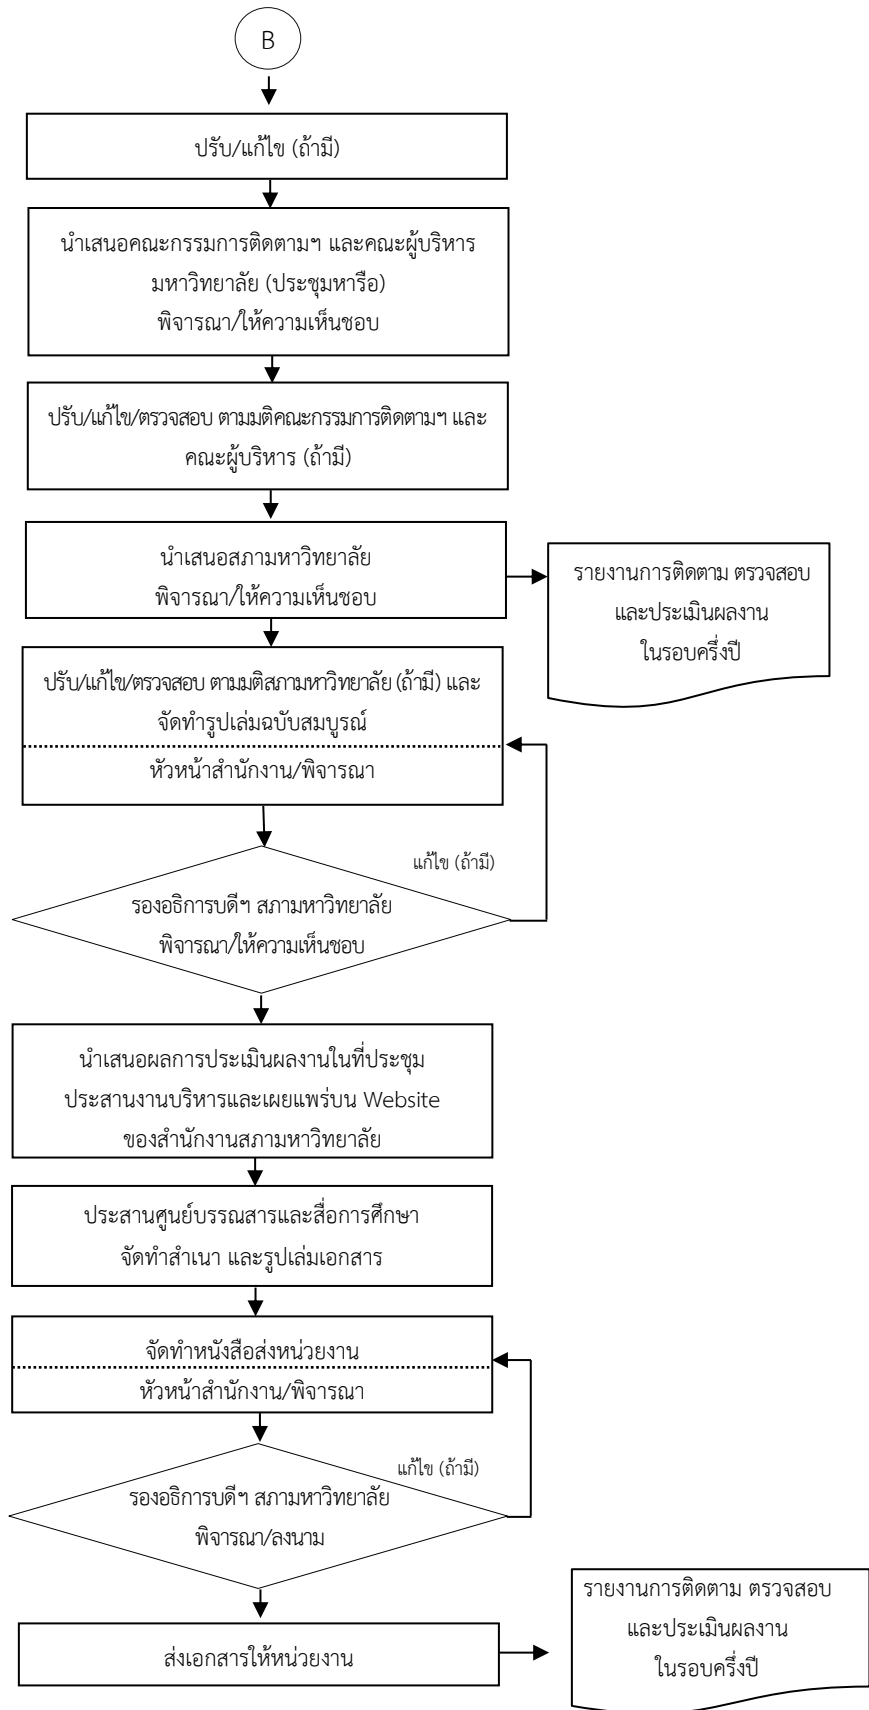 B
ปรับ/แก้ไข (ถ้ามี)
นำเสนอคณะกรรมการติดตามฯ และคณะผู้บริหาร
มหาวิทยาลัย (ประชุมหารือ)
พิจารณา/ให้ความเห็นชอบ
ปรับ/แก้ไข/ตรวจสอบ ตามมติคณะกรรมการติดตามฯ และ
คณะผู้บริหาร (ถ้ามี)
นำเสนอสภามหาวิทยาลัย
พิจารณา/ให้ความเห็นชอบ
รายงานการติดตาม ตรวจสอบ
และประเมินผลงาน
ในรอบครึ่งปี
ปรับ/แก้ไข/ตรวจสอบ ตามมติสภามหาวิทยาลัย (ถ้ามี) และ
จัดทำรูปเล่มฉบับสมบูรณ์
หัวหน้าสำนักงาน/พิจารณา
แก้ไข (ถ้ามี)
รองอธิการบดีฯ สภามหาวิทยาลัย
พิจารณา/ให้ความเห็นชอบ
นำเสนอผลการประเมินผลงานในที่ประชุม
ประสานงานบริหารและเผยแพร่บน Website
ของสำนักงานสภามหาวิทยาลัย
ประสานศูนย์บรรณสารและสื่อการศึกษา
จัดทำสำเนา และรูปเล่มเอกสาร
จัดทำหนังสือส่งหน่วยงาน
หัวหน้าสำนักงาน/พิจารณา
แก้ไข (ถ้ามี)
รองอธิการบดีฯ สภามหาวิทยาลัย
พิจารณา/ลงนาม
ส่งเอกสารให้หน่วยงาน
รายงานการติดตาม ตรวจสอบ
และประเมินผลงาน
ในรอบครึ่งปี